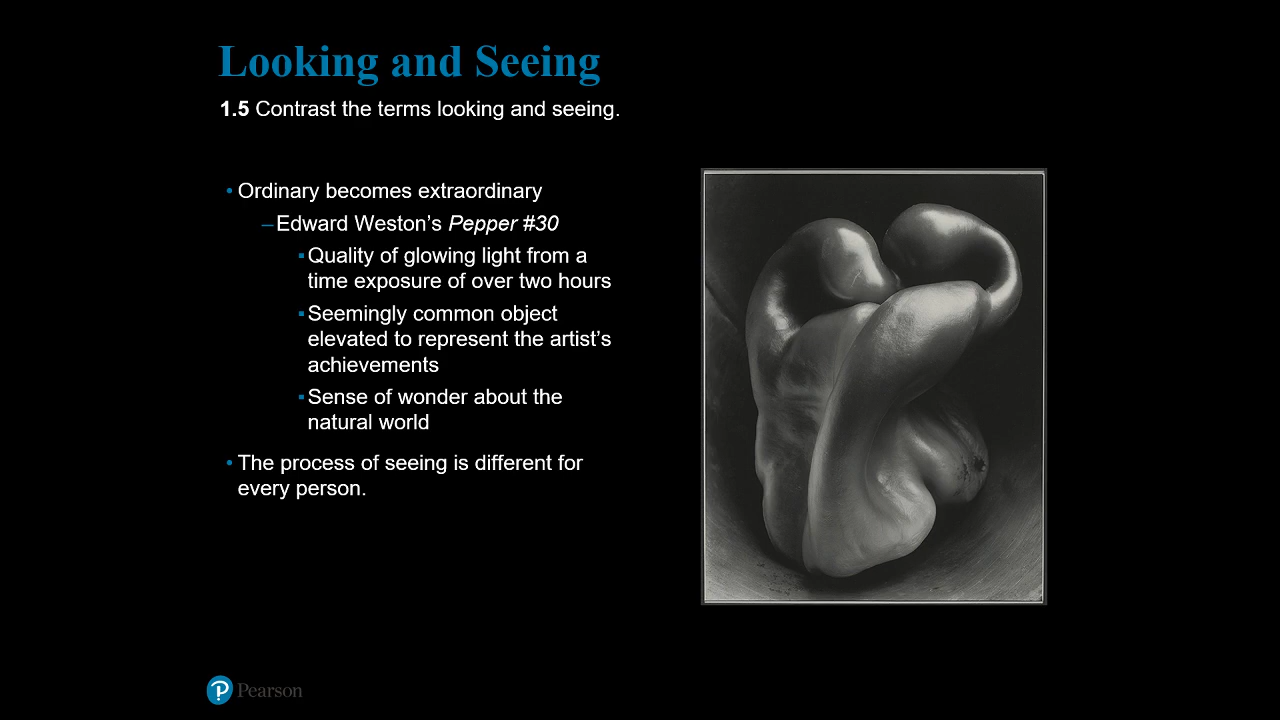 Looking and Seeing
1.5 Contrast the terms looking and seeing.
• Ordinary becomes extraordinary
–Edward Weston’s Pepper #30
▪Quality of glowing light from a
time exposure of over two hours
▪Seemingly common object
elevated to represent the artist’s
achievements
▪Sense of wonder about the
natural world
• The process of seeing is different for
every person.
Pearson